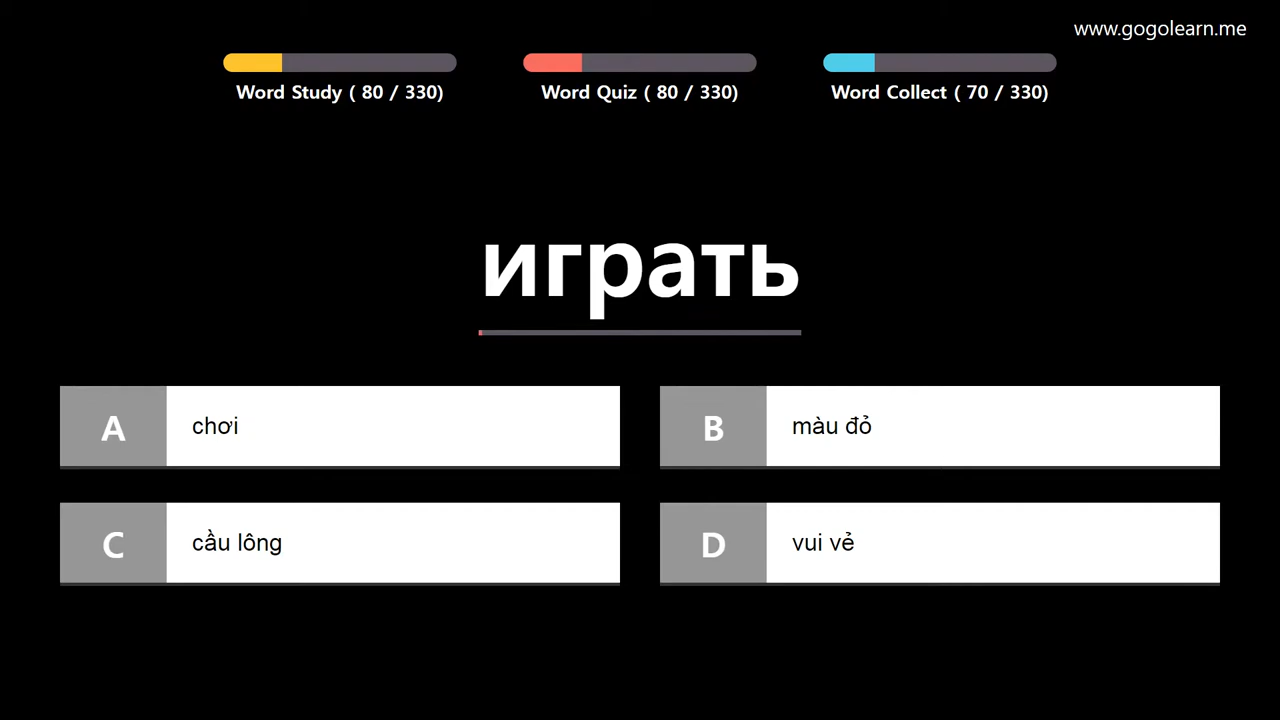 www.gogolearn.me
Word Study ( 80 / 330)
Word Quiz ( 80 / 330)
Word Collect ( 70 / 330)
играть
A chơi
B màu đỏ
C cầu lông
D vui vẻ